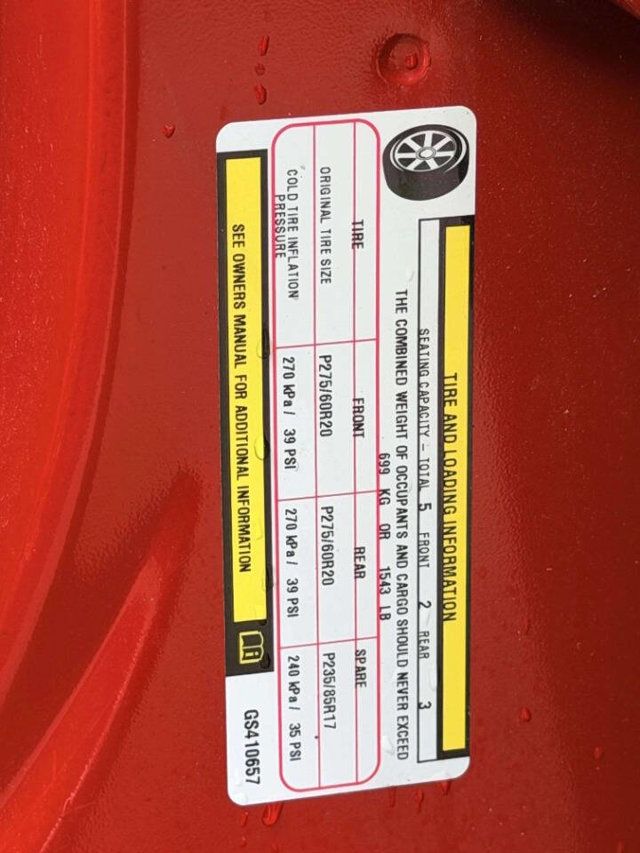 TIRE AND LOADING INFORMATION
SEATING CAPACITY – TOTAL 5 FRONT 2 REAR 3
THE COMBINED WEIGHT OF OCCUPANTS AND CARGO SHOULD NEVER EXCEED
699 KG OR 1543 LB
TIRE FRONT REAR SPARE
ORIGINAL TIRE SIZE P275/60R20 P275/60R20 P235/85R17
COLD TIRE INFLATION PRESSURE 270 kPa / 39 PSI 270 kPa / 39 PSI 240 kPa / 35 PSI
SEE OWNERS MANUAL FOR ADDITIONAL INFORMATION
GS410657